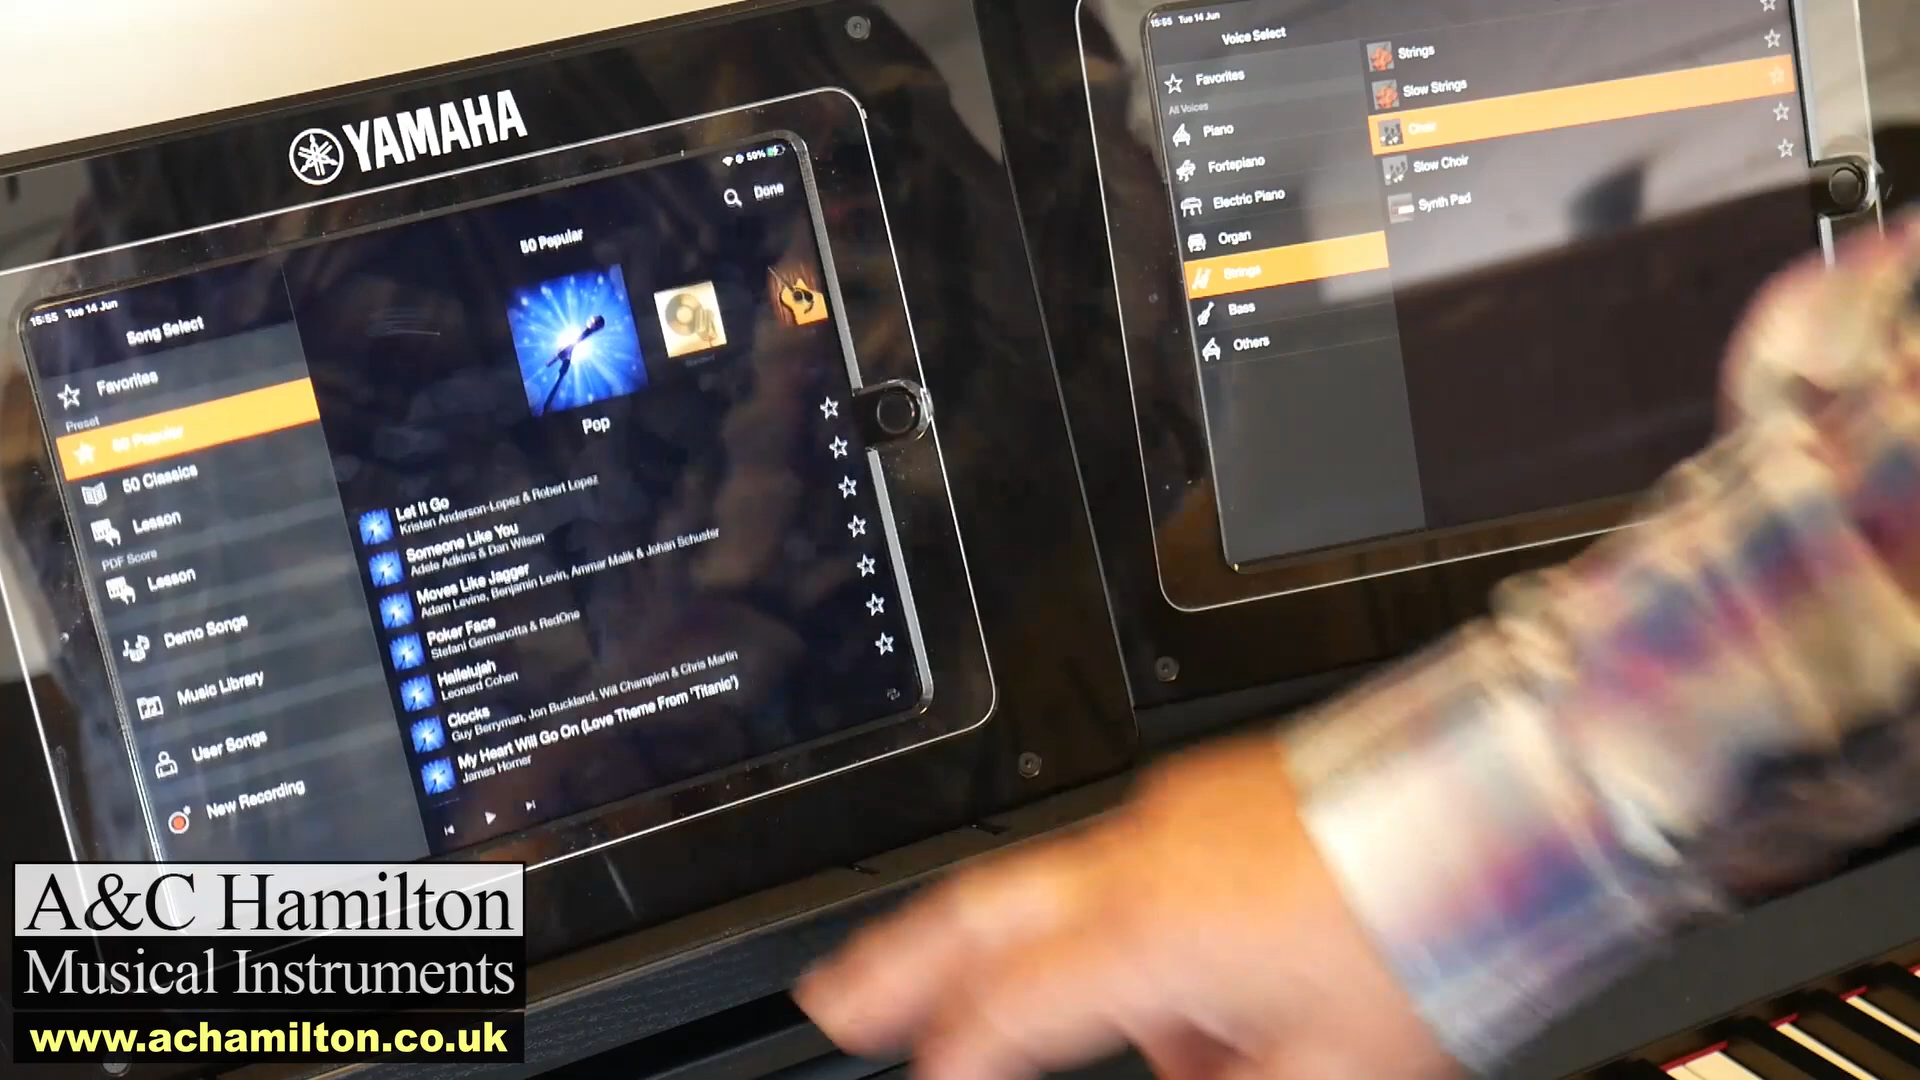 YAMAHA
50%
Done
50 Popular
15:55 Tue 14 Jun
Song Select
Favorites
Preset
50 Popular
50 Classics
Lesson
PDF Score
Lesson
Demo Songs
Music Library
User Songs
New Recording
Pop
Let It Go
Kristen Anderson-Lopez & Robert Lopez
Someone Like You
Adele Adkins & Dan Wilson
Moves Like Jagger
Adam Levine, Benjamin Levin, Ammar Malik & Johan Schuster
Poker Face
Stefani Germanotta & RedOne
Hallelujah
Leonard Cohen
Clocks
Guy Berryman, Jon Buckland, Will Champion & Chris Martin
My Heart Will Go On (Love Theme From 'Titanic')
James Horner
15:55 Tue 14 Jun
Voice Select
Favorites
All Voices
Piano
Fortepiano
Electric Piano
Organ
Strings
Bass
Others
Strings
Slow Strings
Choir
Slow Choir
Synth Pad
A&C Hamilton
Musical Instruments
www.achamilton.co.uk